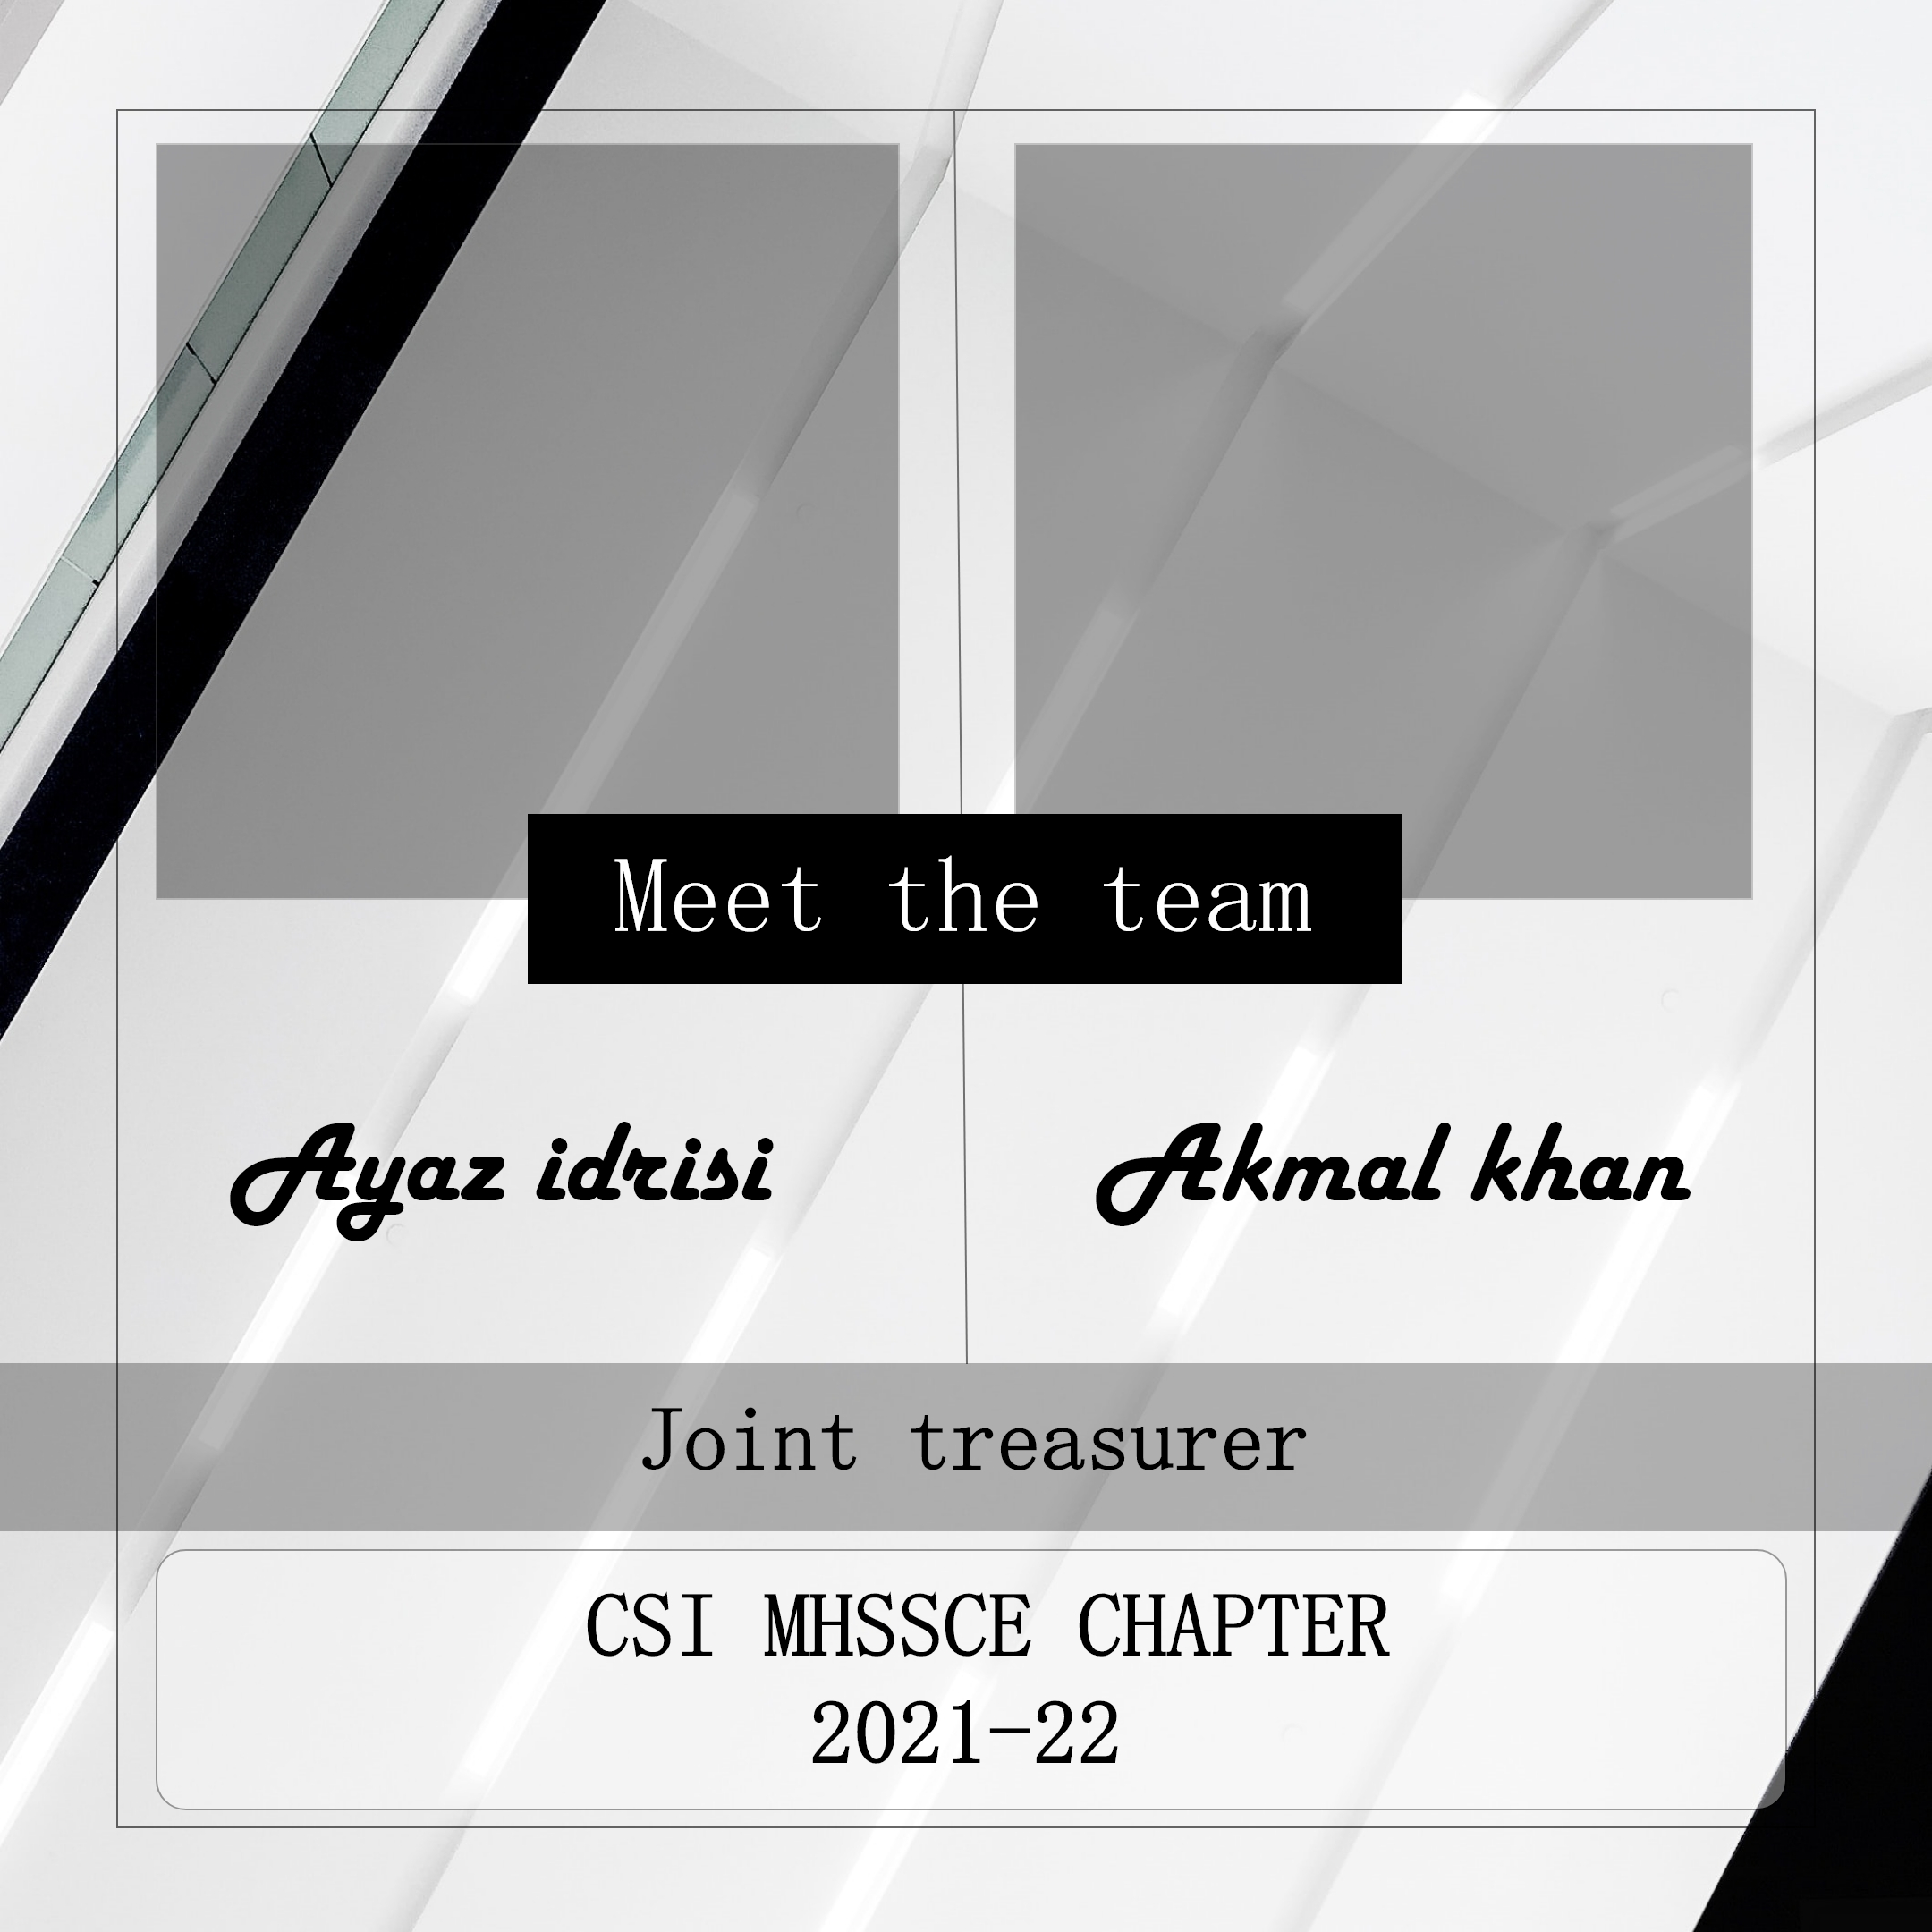 Meet the team
Ayaz idrisi
Akmal khan
Joint treasurer
CSI MHSSCE CHAPTER
2021-22